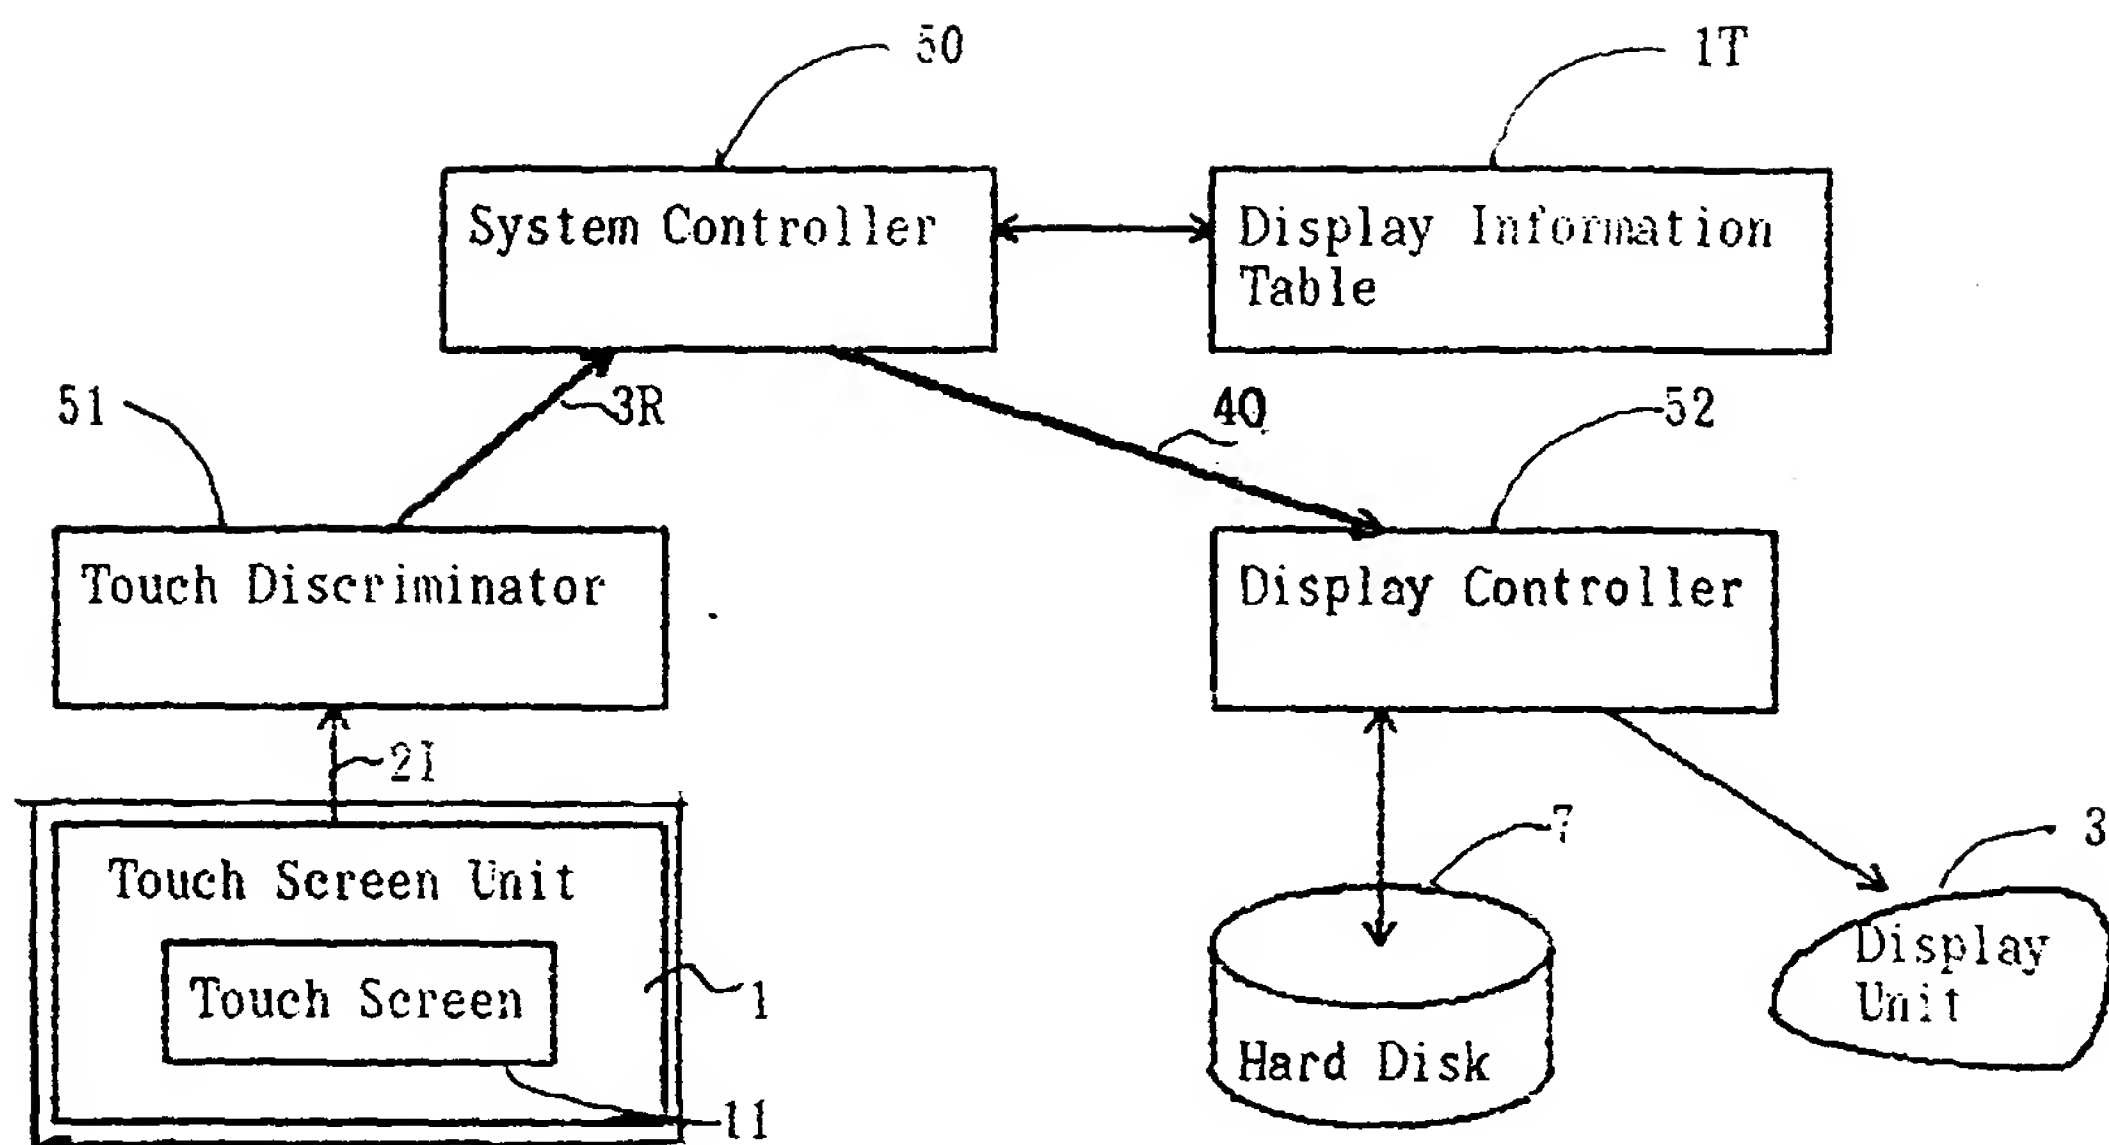 50
1T
System Controller
Display Information
Table
51
3R
40
52
Touch Discriminator
Display Controller
2I
7
3
Touch Screen Unit
Display
Unit
Touch Screen
1
Hard Disk
11